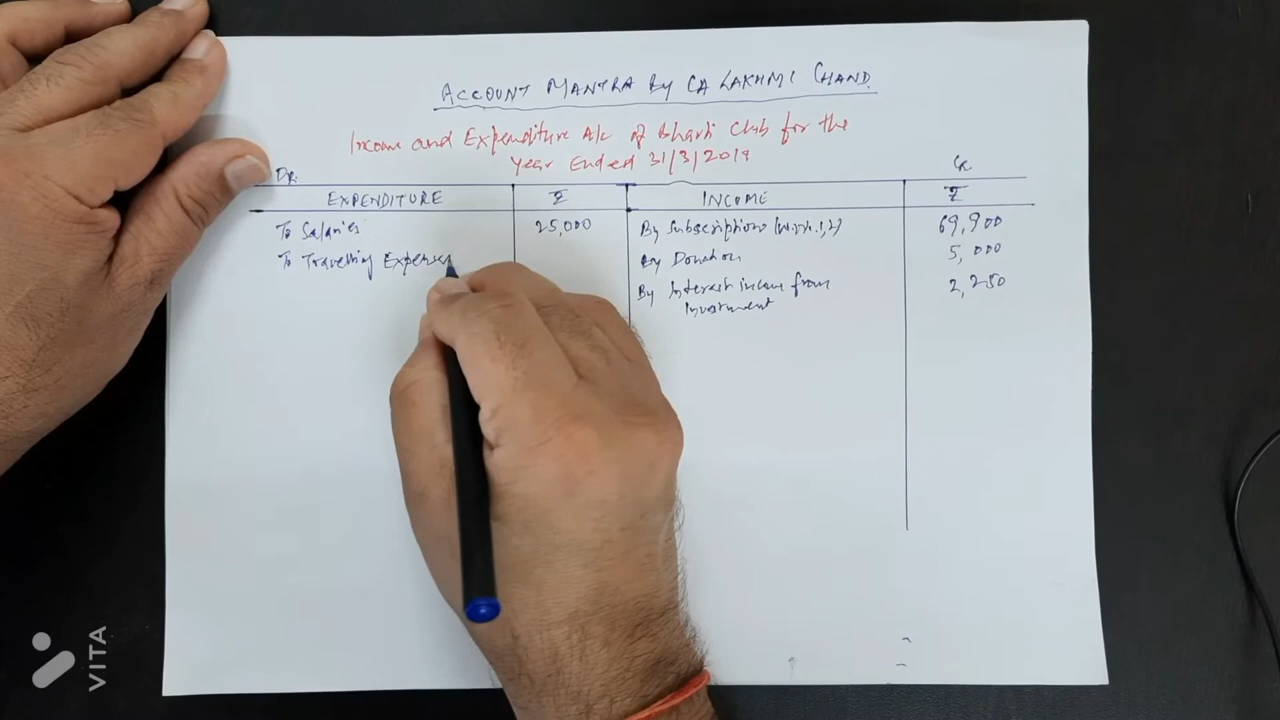 ACCOUNT MANTRA By CA LAKHMI CHAND.
Income and Expenditure A/c of Bharti Club for the
Year Ended 31/3/2019
Dr. Cr
EXPENDITURE ₹ INCOME ₹
To Salaries 25,000 By Subscriptions (W.N.1,2) 69,900
To Travelling Expenses By Donation 5,000
By Interest income from 2,250
Investment
VITA